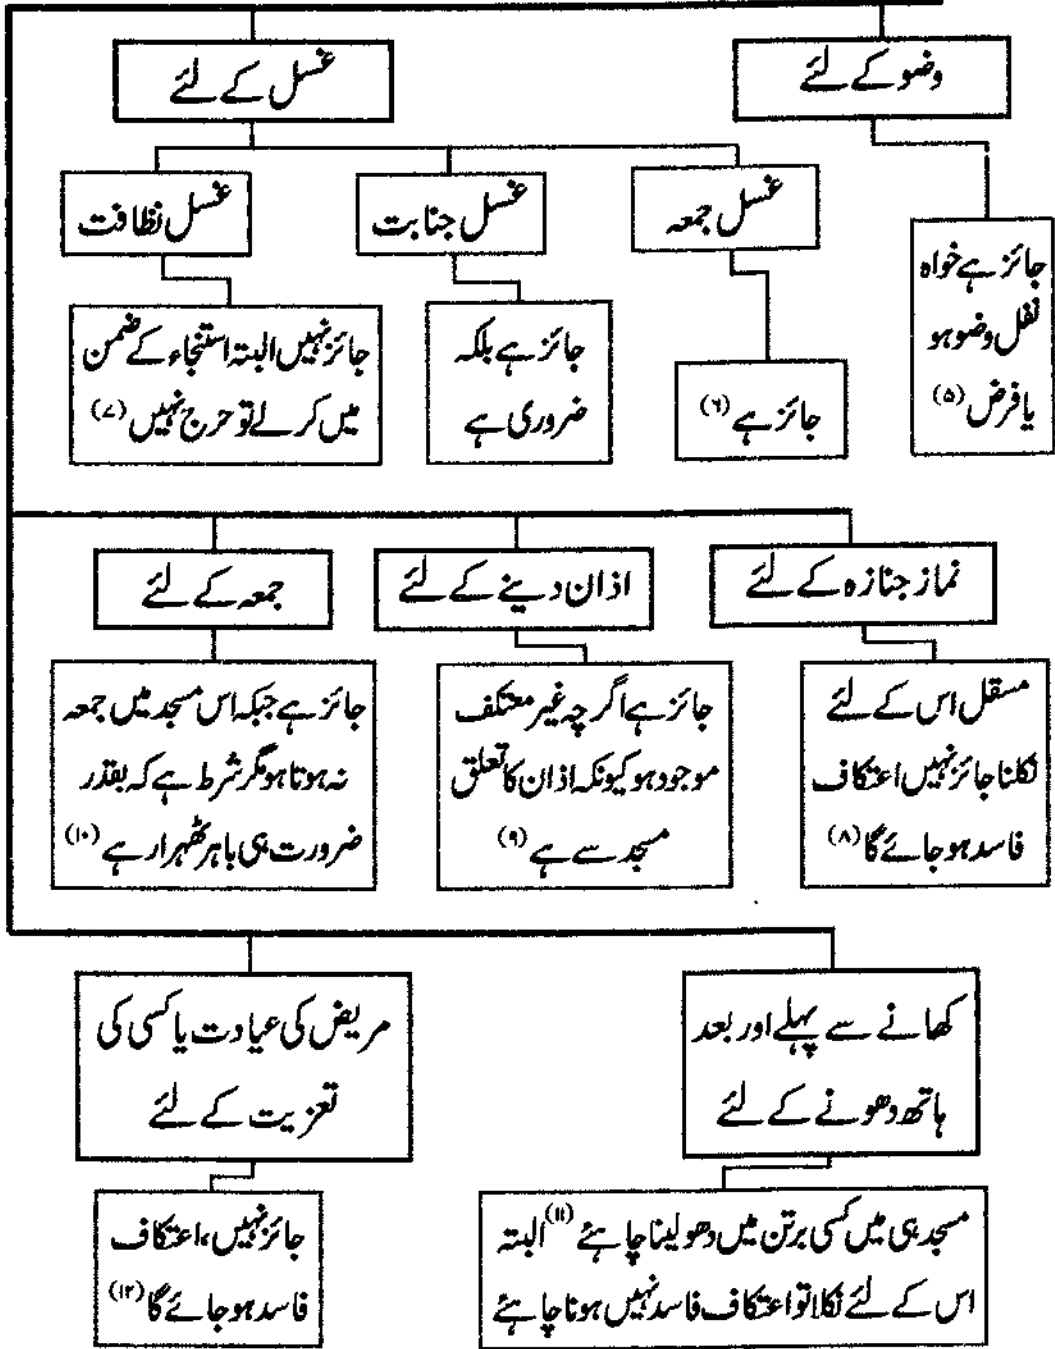 وضو کے لئے
جائز ہے خواہ
نفل وضو ہو
یا فرض (۵)
غسل کے لئے
غسل جمعہ
جائز ہے (۶)
غسل جنابت
جائز ہے بلکہ
ضروری ہے
غسل نظافت
جائز نہیں البتہ استنجاء کے ضمن
میں کرلے تو حرج نہیں (۷)
نماز جنازہ کے لئے
مستقل اس کے لئے
نکلنا جائز نہیں اعتکاف
فاسد ہو جائے گا (۸)
اذان دینے کے لئے
جائز ہے اگرچہ غیر معتکف
موجود ہو کیونکہ اذان کا تعلق
مسجد سے ہے (۹)
جمعہ کے لئے
جائز ہے جبکہ اس مسجد میں جمعہ
نہ ہوتا ہو مگر شرط ہے کہ بقدر
ضرورت ہی باہر ٹھہرا رہے (۱۰)
کھانے سے پہلے اور بعد
ہاتھ دھونے کے لئے
مسجد ہی میں کسی برتن میں دھو لینا چاہئے (۱۱) البتہ
اس کے لئے نکلا تو اعتکاف فاسد نہیں ہونا چاہئے
مریض کی عیادت یا کسی کی
تعزیت کے لئے
جائز نہیں، اعتکاف
فاسد ہو جائے گا (۱۲)